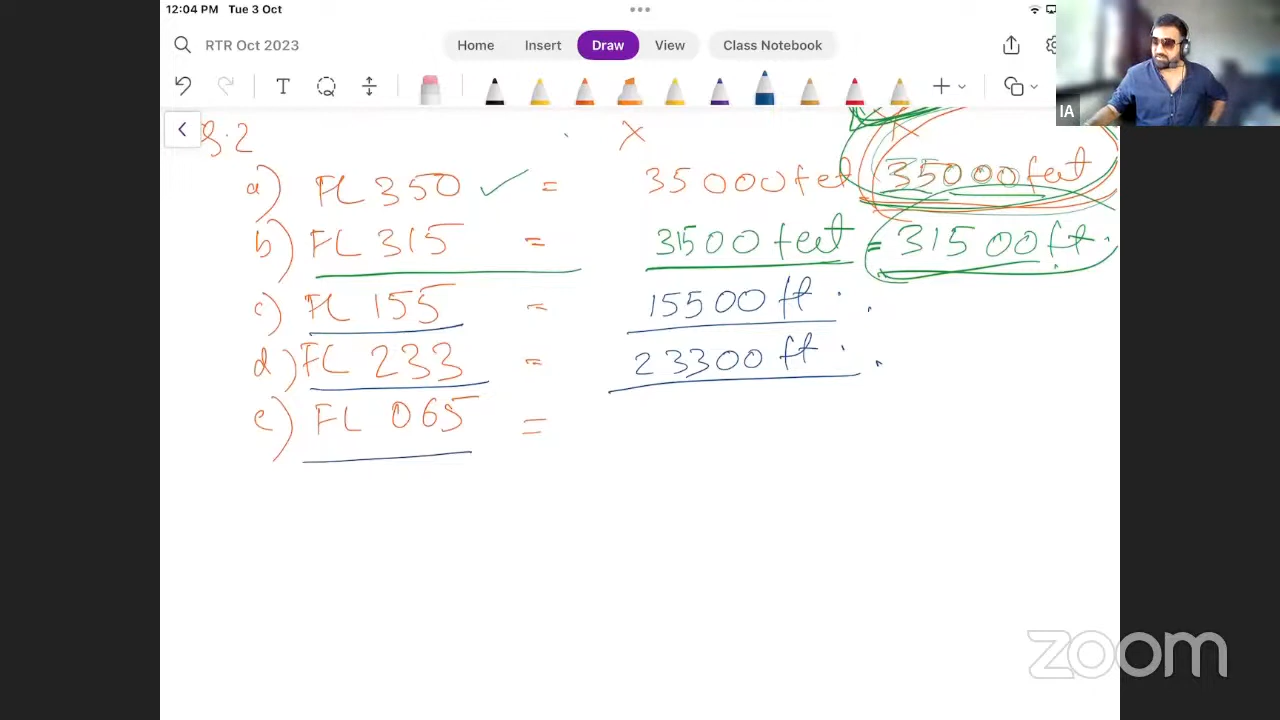 12:04 PM Tue 3 Oct
RTR Oct 2023
Home Insert Draw View Class Notebook
IA
Q.2 X
a) FL 350 ✓ = 35000 feet 35000 feet
b) FL 315 = 31500 feet = 31500 ft.
c) FL 155 = 15500 ft.
d) FL 233 = 23300 ft.
e) FL 065 =
zoom